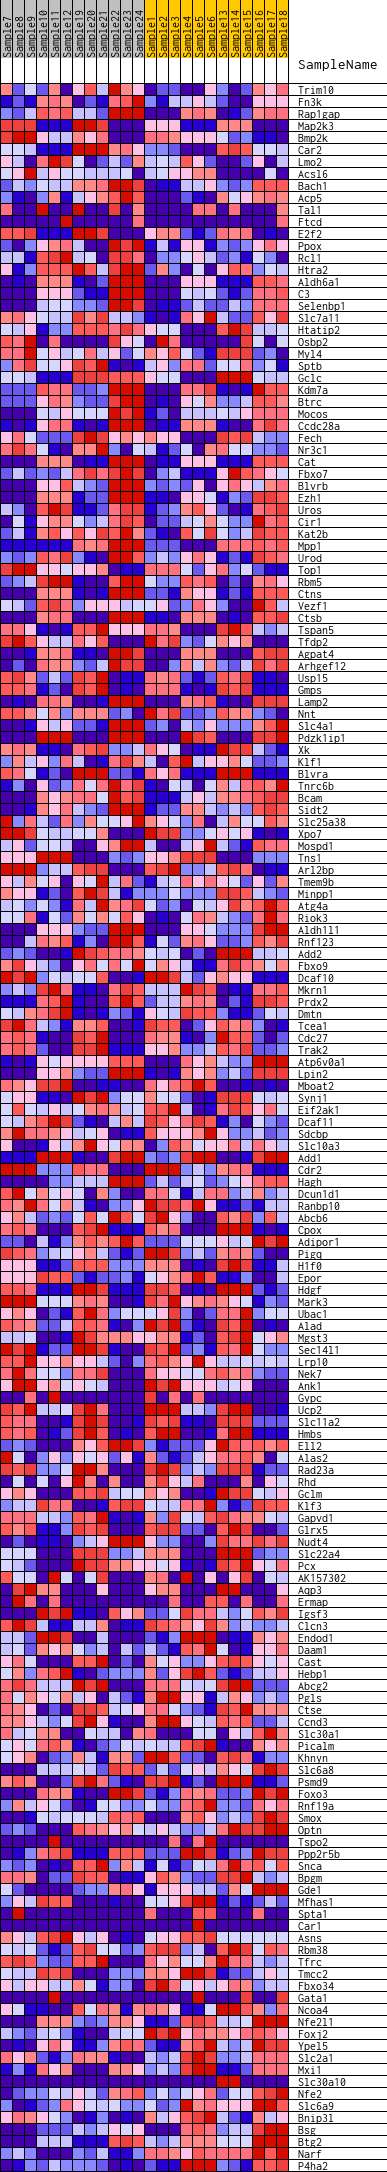 Sample7 Sample8 Sample9 Sample10 Sample11 Sample12 Sample19 Sample20 Sample21 Sample22 Sample23 Sample24 Sample1 Sample2 Sample3 Sample4 Sample5 Sample6 Sample13 Sample14 Sample15 Sample16 Sample17 Sample18
SampleName
Trim10
Fn3k
Rap1gap
Map2k3
Bmp2k
Car2
Lmo2
Acsl6
Bach1
Acp5
Tal1
Ftcd
E2f2
Ppox
Rcl1
Htra2
Aldh6a1
C3
Selenbp1
Slc7a11
Htatip2
Osbp2
Myl4
Sptb
Gclc
Kdm7a
Btrc
Mocos
Ccdc28a
Fech
Nr3c1
Cat
Fbxo7
Blvrb
Ezh1
Uros
Cir1
Kat2b
Mpp1
Urod
Top1
Rbm5
Ctns
Vezf1
Ctsb
Tspan5
Tfdp2
Agpat4
Arhgef12
Usp15
Gmps
Lamp2
Nnt
Slc4a1
Pdzk1ip1
Xk
Klf1
Blvra
Tnrc6b
Bcam
Sidt2
Slc25a38
Xpo7
Mospd1
Tns1
Arl2bp
Tmem9b
Minpp1
Atg4a
Riok3
Aldh1l1
Rnf123
Add2
Fbxo9
Dcaf10
Mkrn1
Prdx2
Dmtn
Tcea1
Cdc27
Trak2
Atp6v0a1
Lpin2
Mboat2
Synj1
Eif2ak1
Dcaf11
Sdcbp
Slc10a3
Add1
Cdr2
Hagh
Dcun1d1
Ranbp10
Abcb6
Cpox
Adipor1
Pigq
H1f0
Epor
Hdgf
Mark3
Ubac1
Alad
Mgst3
Sec14l1
Lrp10
Nek7
Ank1
Gypc
Ucp2
Slc11a2
Hmbs
Ell2
Alas2
Rad23a
Rhd
Gclm
Klf3
Gapvd1
Glrx5
Nudt4
Slc22a4
Pcx
AK157302
Aqp3
Ermap
Igsf3
Clcn3
Endod1
Daam1
Cast
Hebp1
Abcg2
Pgls
Ctse
Ccnd3
Slc30a1
Picalm
Khnyn
Slc6a8
Psmd9
Foxo3
Rnf19a
Smox
Optn
Tspo2
Ppp2r5b
Snca
Bpgm
Gde1
Mfhas1
Spta1
Car1
Asns
Rbm38
Tfrc
Tmcc2
Fbxo34
Gata1
Ncoa4
Nfe2l1
Foxj2
Ypel5
Slc2a1
Mxi1
Slc30a10
Nfe2
Slc6a9
Bnip3l
Bsg
Btg2
Narf
P4ha2